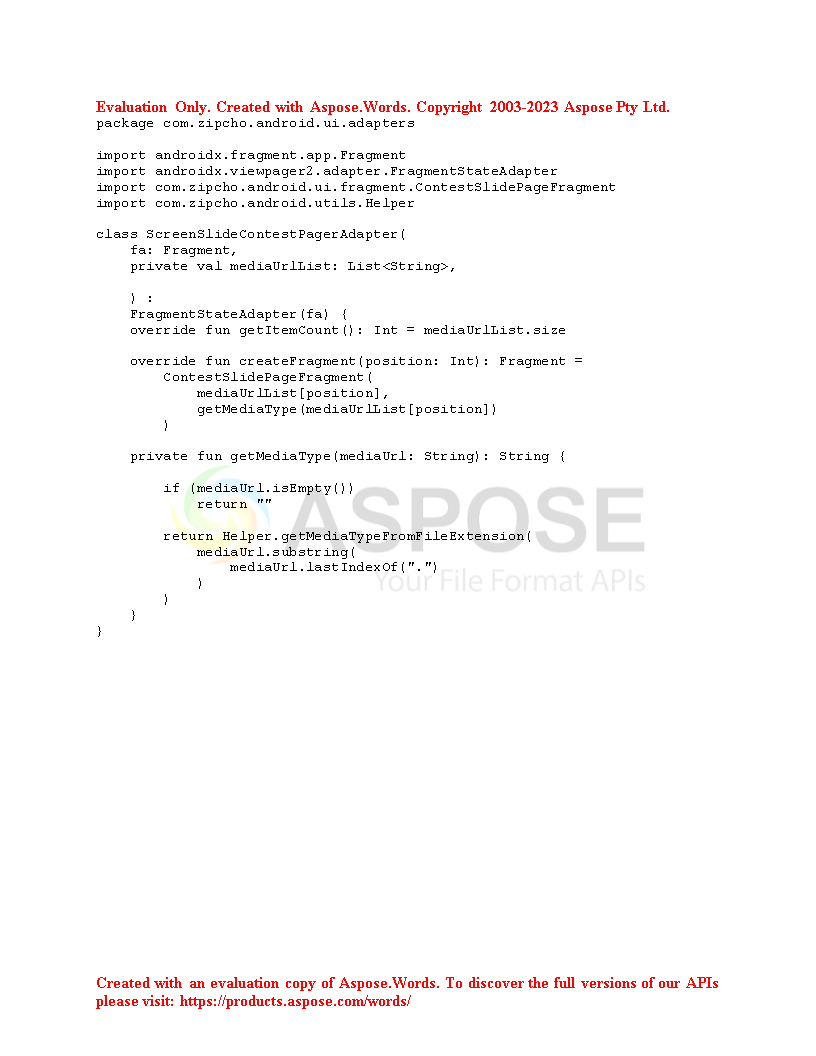 Evaluation Only. Created with Aspose.Words. Copyright 2003-2023 Aspose Pty Ltd.
package com.zipcho.android.ui.adapters

import androidx.fragment.app.Fragment
import androidx.viewpager2.adapter.FragmentStateAdapter
import com.zipcho.android.ui.fragment.ContestSlidePageFragment
import com.zipcho.android.utils.Helper

class ScreenSlideContestPagerAdapter(
    fa: Fragment,
    private val mediaUrlList: List<String>,

    ) :
    FragmentStateAdapter(fa) {
    override fun getItemCount(): Int = mediaUrlList.size

    override fun createFragment(position: Int): Fragment =
        ContestSlidePageFragment(
            mediaUrlList[position],
            getMediaType(mediaUrlList[position])
        )

    private fun getMediaType(mediaUrl: String): String {

        if (mediaUrl.isEmpty())
            return ""

        return Helper.getMediaTypeFromFileExtension(
            mediaUrl.substring(
                mediaUrl.lastIndexOf(".")
            )
        )
    }
}
ASPOSE
Your File Format APIs
Created with an evaluation copy of Aspose.Words. To discover the full versions of our APIs
please visit: https://products.aspose.com/words/